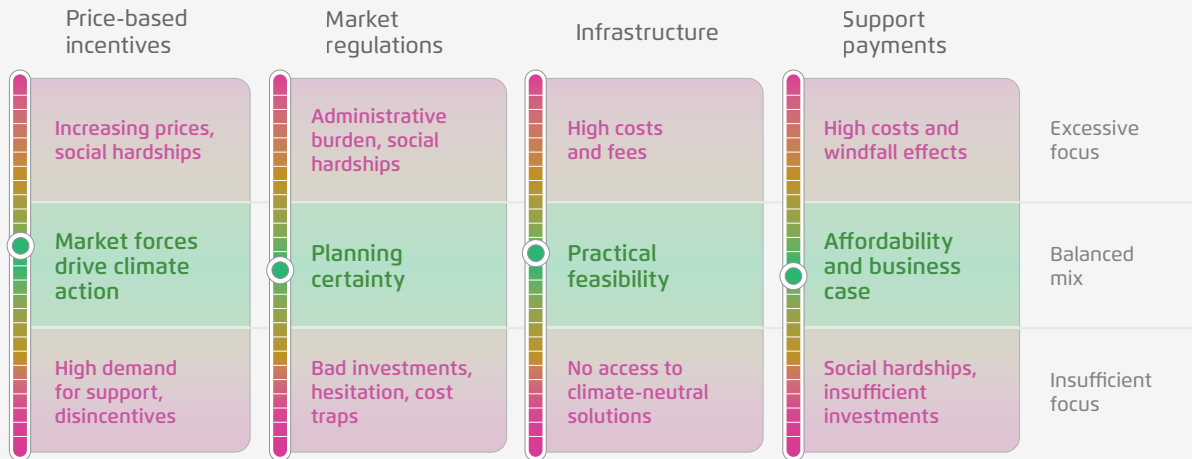 Price-based
incentives
Market
regulations
Infrastructure
Support
payments
Increasing prices,
social hardships
Administrative
burden, social
hardships
High costs
and fees
High costs and
windfall effects
Excessive
focus
Market forces
drive climate
action
Planning
certainty
Practical
feasibility
Affordability
and business
case
Balanced
mix
High demand
for support,
disincentives
Bad investments,
hesitation, cost
traps
No access to
climate-neutral
solutions
Social hardships,
insufficient
investments
Insufficient
focus